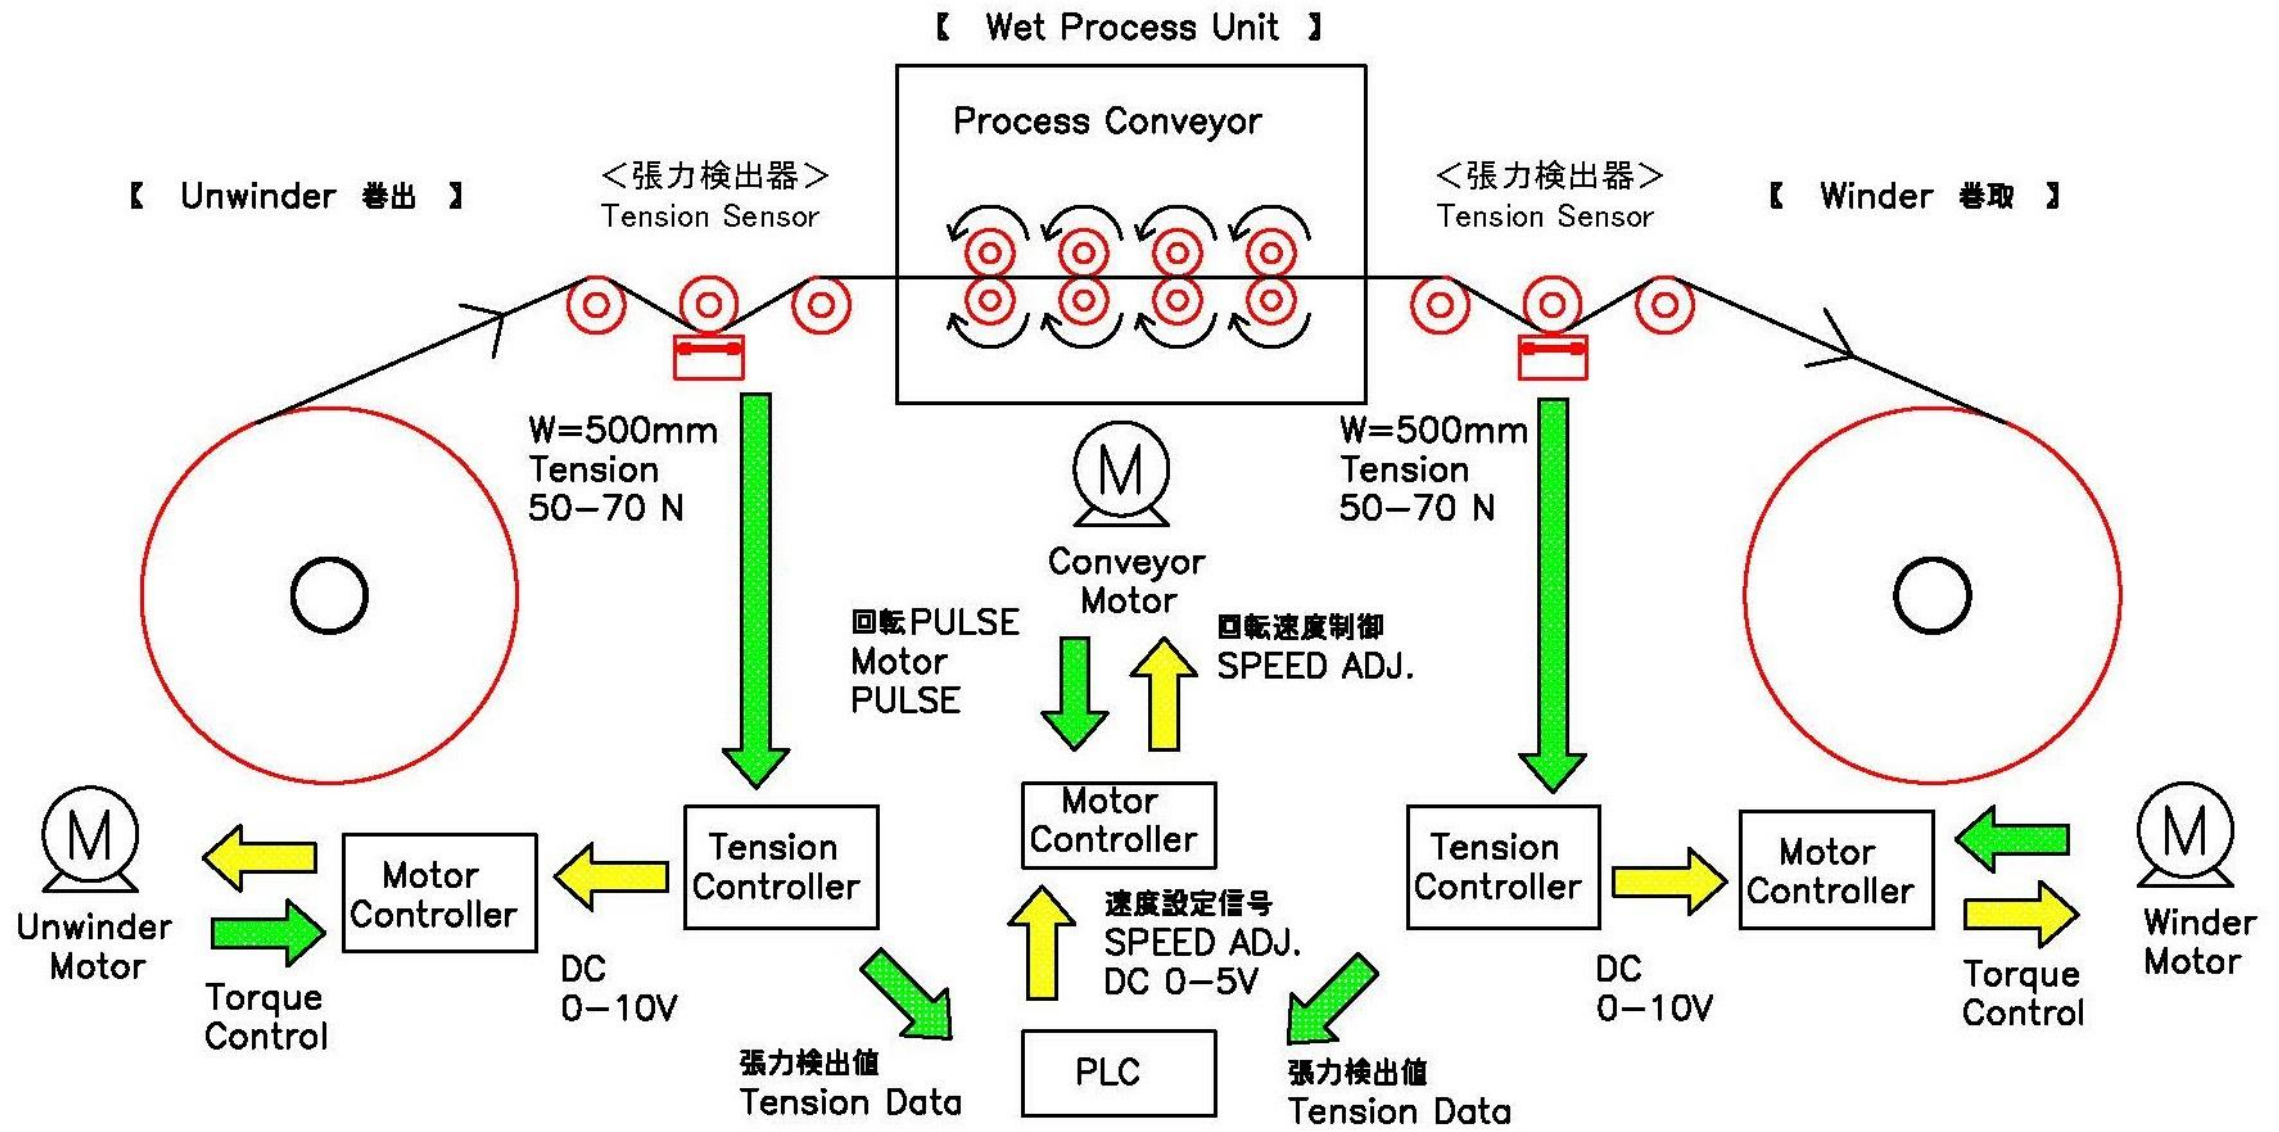 【 Wet Process Unit 】
Process Conveyor
【 Unwinder 巻出 】
＜張力検出器＞
Tension Sensor
＜張力検出器＞
Tension Sensor
【 Winder 巻取 】
W=500mm
Tension
50-70 N
M
Conveyor
Motor
W=500mm
Tension
50-70 N
回転PULSE
Motor
PULSE
回転速度制御
SPEED ADJ.
M
Unwinder
Motor
Torque
Control
Motor
Controller
DC
0-10V
Tension
Controller
張力検出値
Tension Data
Motor
Controller
速度設定信号
SPEED ADJ.
DC 0-5V
PLC
張力検出値
Tension Data
Tension
Controller
DC
0-10V
Motor
Controller
Torque
Control
M
Winder
Motor